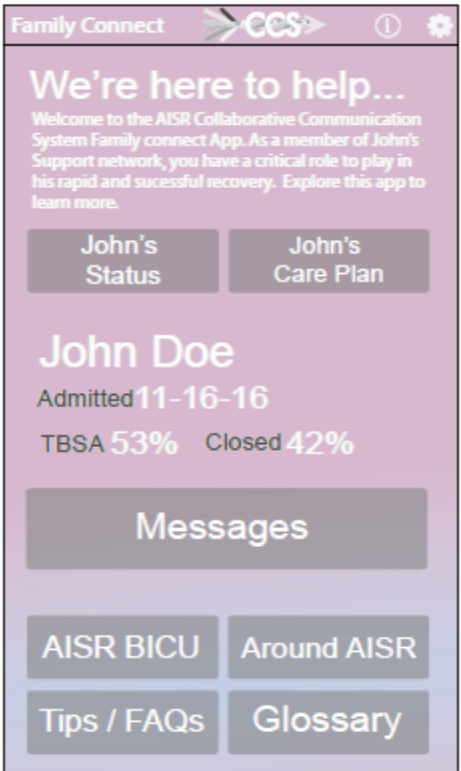 Family Connect CCS i
We're here to help...
Welcome to the AISR Collaborative Communication
System Family connect App. As a member of John's
Support network, you have a critical role to play in
his rapid and sucessful recovery. Explore this app to
learn more.
John's
Status
John's
Care Plan
John Doe
Admitted 11-16-16
TBSA 53% Closed 42%
Messages
AISR BICU Around AISR
Tips / FAQs Glossary